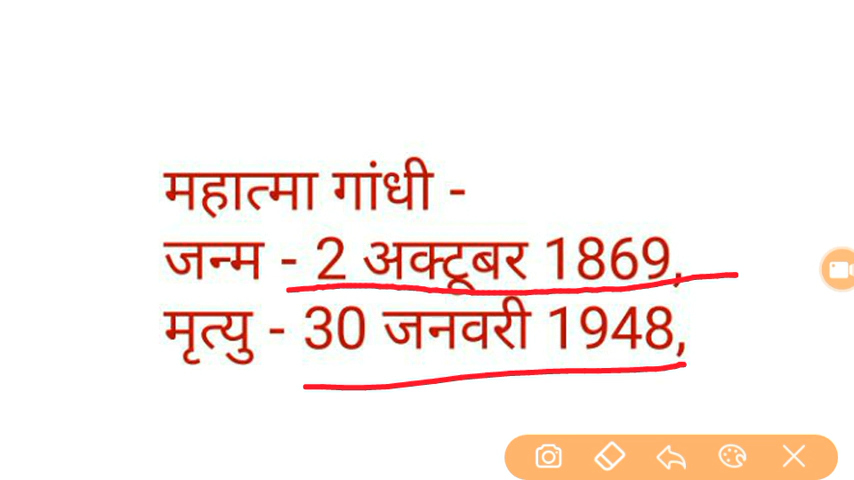 महात्मा गांधी -
जन्म - 2 अक्टूबर 1869,
मृत्यु - 30 जनवरी 1948,